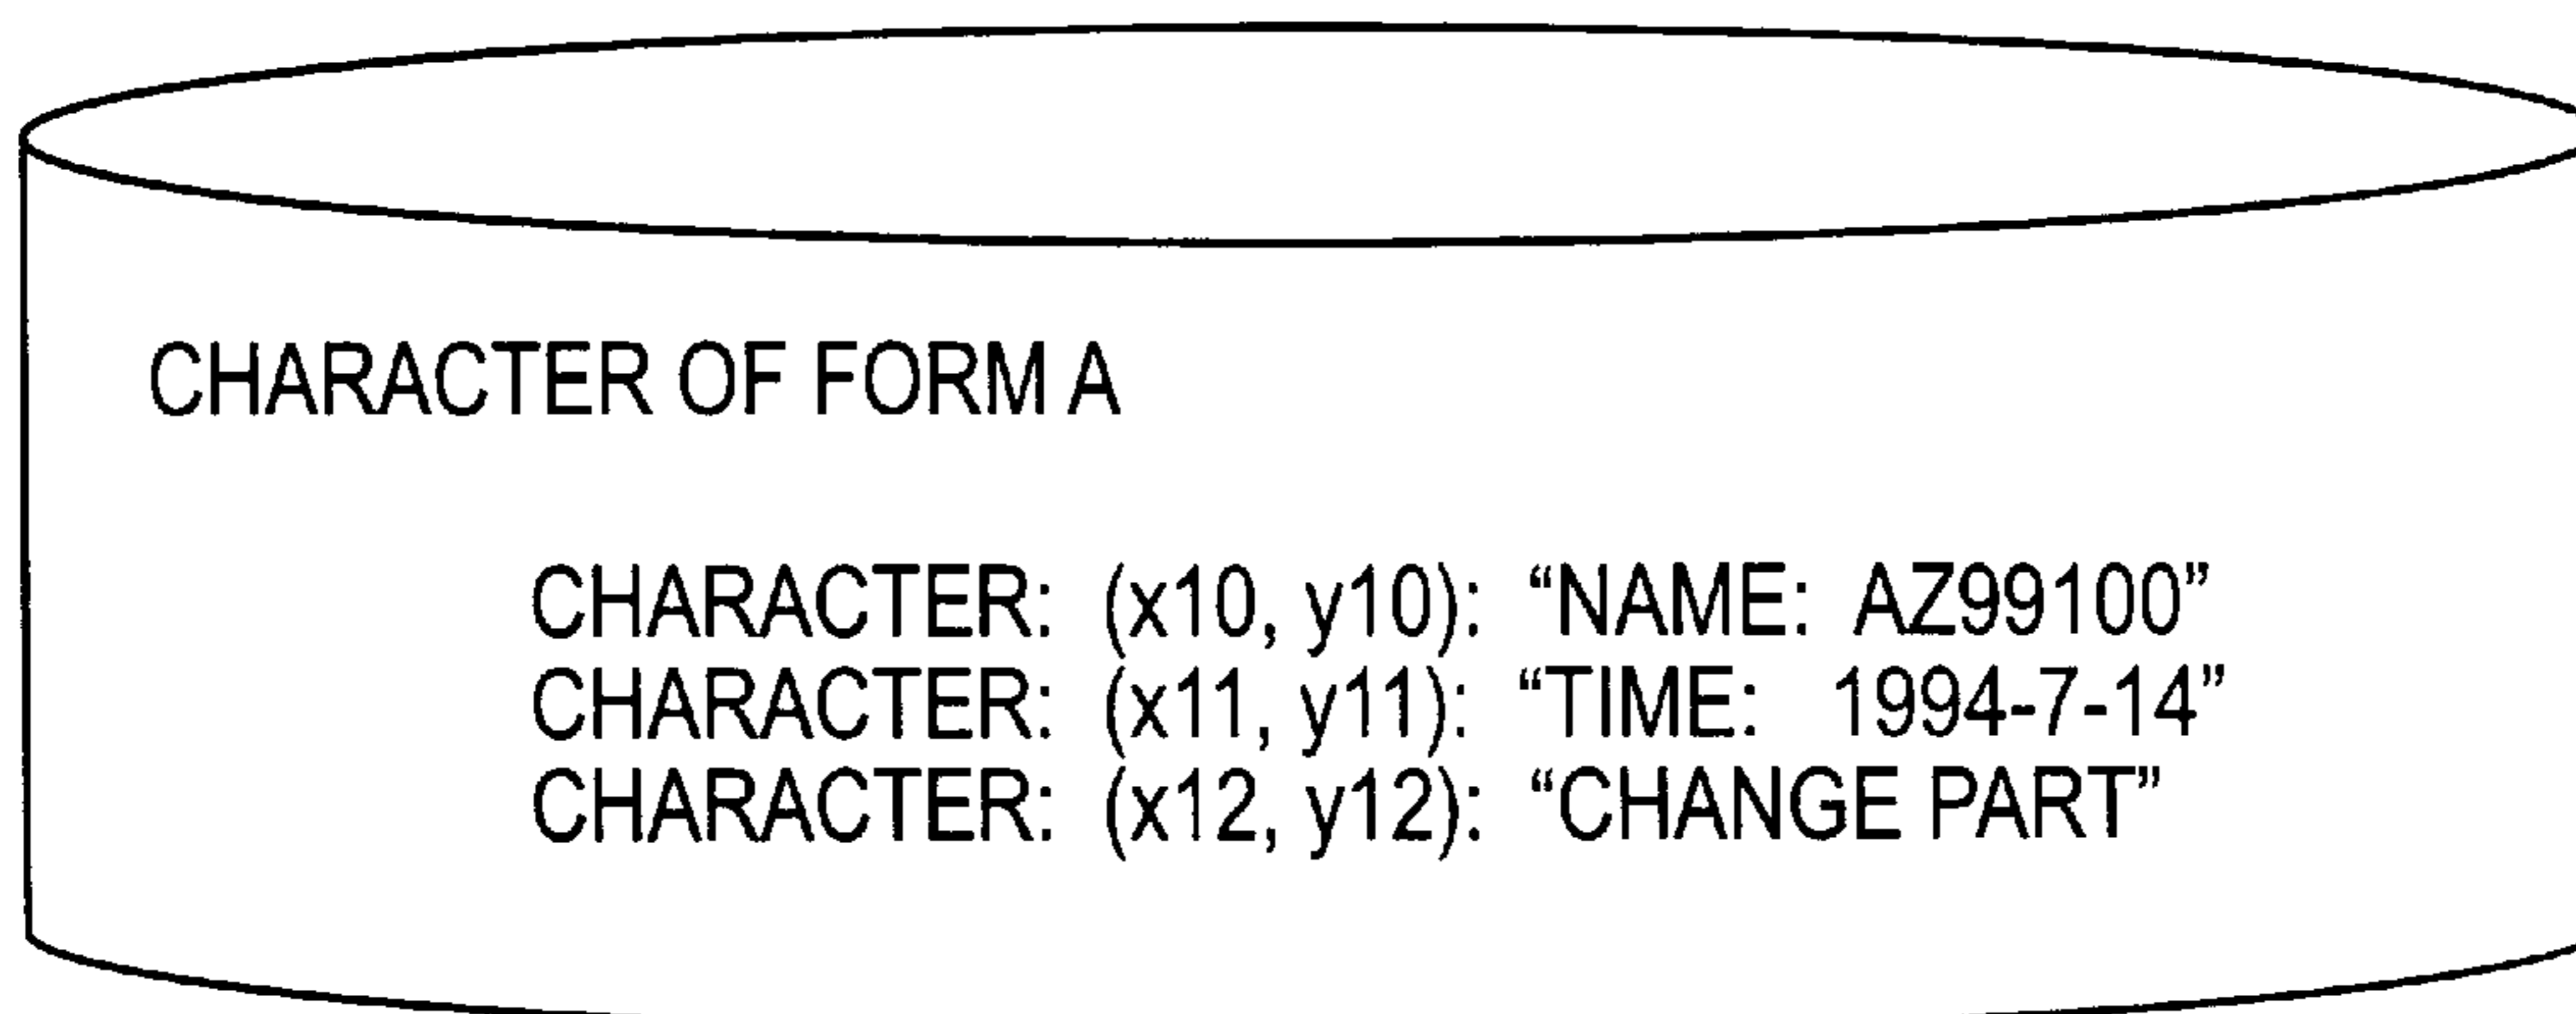 CHARACTER OF FORM A
CHARACTER: (x10, y10): “NAME: AZ99100”
CHARACTER: (x11, y11): “TIME: 1994-7-14”
CHARACTER: (x12, y12): “CHANGE PART”